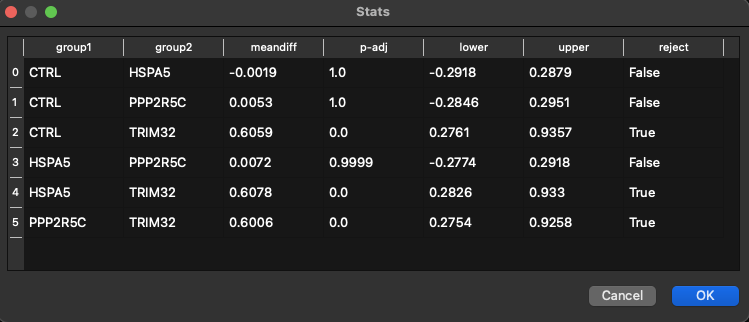 Stats
group1 group2 meandiff p-adj lower upper reject
0 CTRL HSPA5 -0.0019 1.0 -0.2918 0.2879 False
1 CTRL PPP2R5C 0.0053 1.0 -0.2846 0.2951 False
2 CTRL TRIM32 0.6059 0.0 0.2761 0.9357 True
3 HSPA5 PPP2R5C 0.0072 0.9999 -0.2774 0.2918 False
4 HSPA5 TRIM32 0.6078 0.0 0.2826 0.933 True
5 PPP2R5C TRIM32 0.6006 0.0 0.2754 0.9258 True
Cancel OK